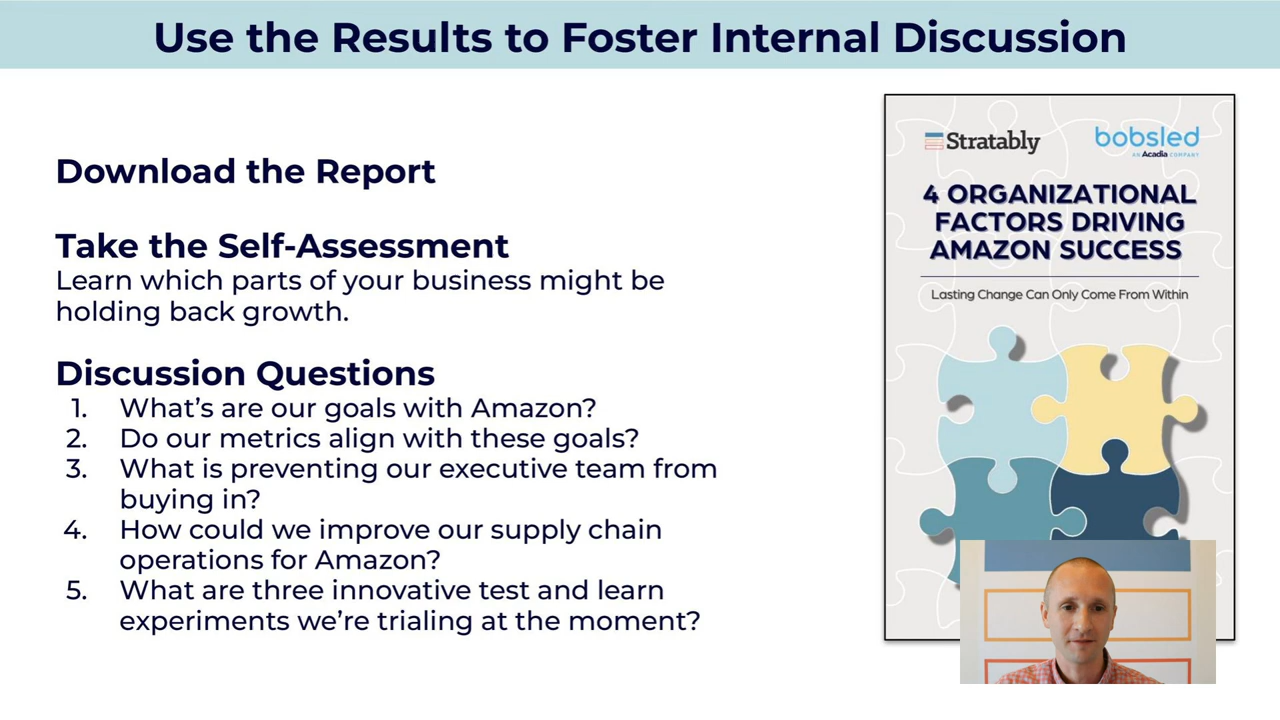 Use the Results to Foster Internal Discussion
Download the Report
Take the Self-Assessment
Learn which parts of your business might be
holding back growth.
Discussion Questions
1. What’s are our goals with Amazon?
2. Do our metrics align with these goals?
3. What is preventing our executive team from
buying in?
4. How could we improve our supply chain
operations for Amazon?
5. What are three innovative test and learn
experiments we’re trialing at the moment?
Stratably
bobsled
AN Acadia COMPANY
4 ORGANIZATIONAL
FACTORS DRIVING
AMAZON SUCCESS
Lasting Change Can Only Come From Within